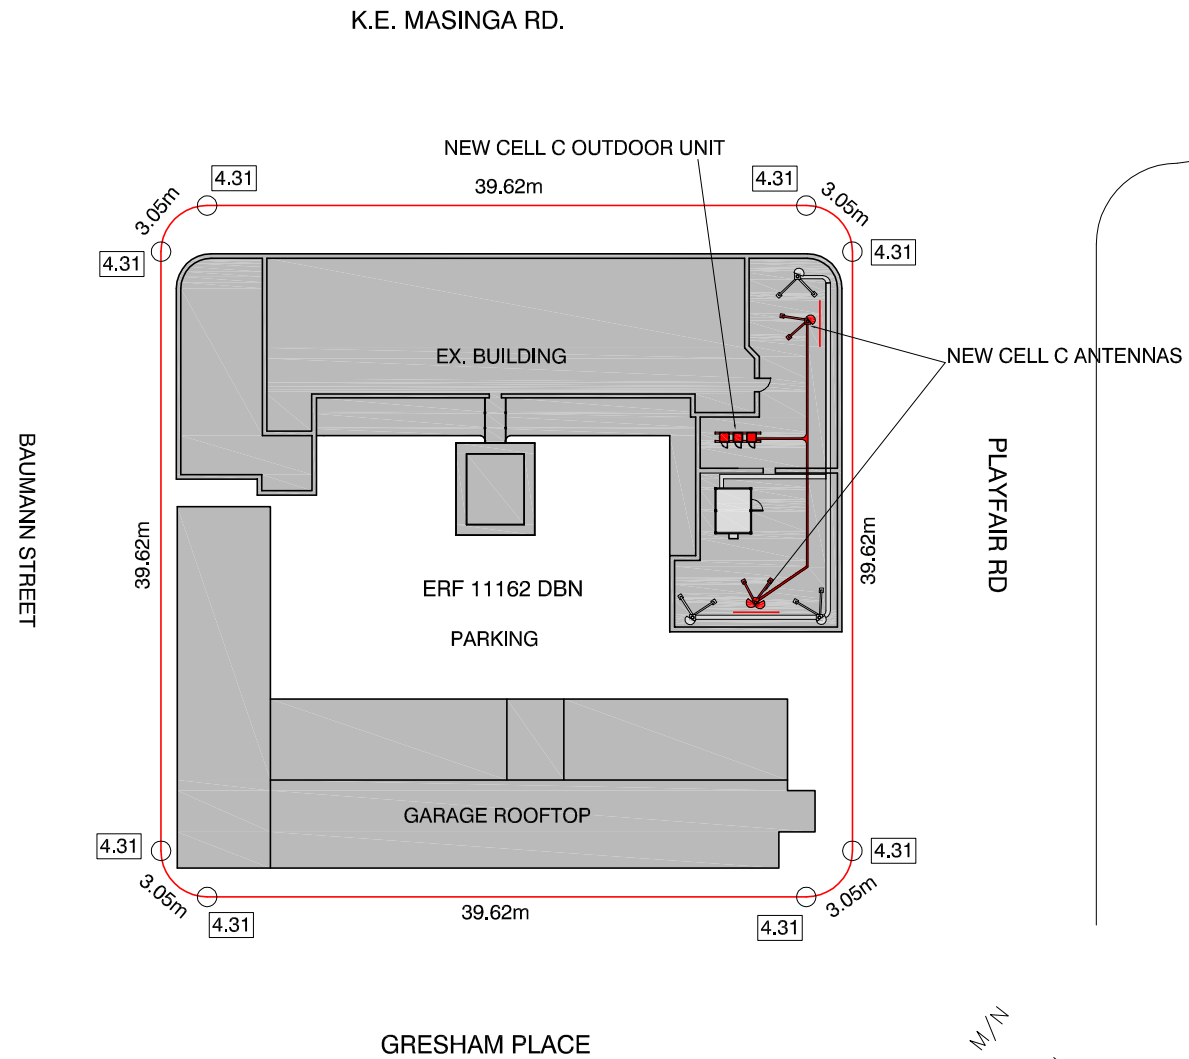 K.E. MASINGA RD.
NEW CELL C OUTDOOR UNIT
4.31
39.62m
4.31
3.05m
3.05m
4.31
4.31
EX. BUILDING
NEW CELL C ANTENNAS
BAUMANN STREET
PLAYFAIR RD
39.62m
39.62m
ERF 11162 DBN
PARKING
GARAGE ROOFTOP
4.31
4.31
3.05m
3.05m
39.62m
4.31
4.31
M/N
GRESHAM PLACE